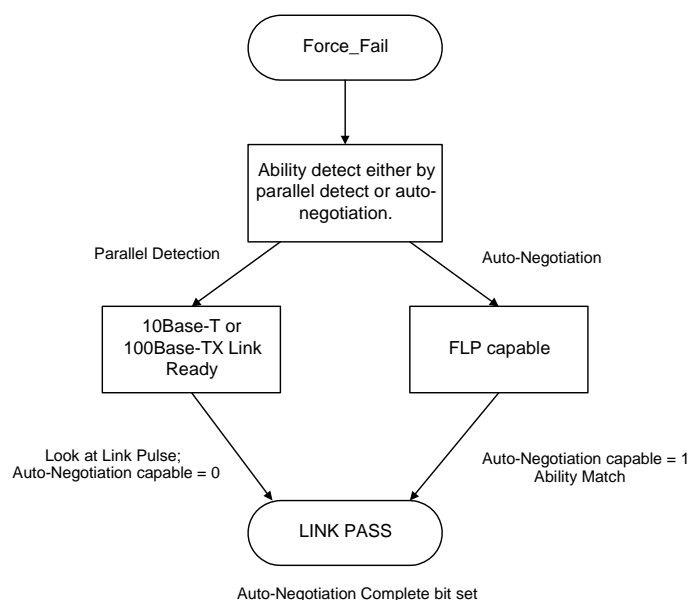 Force_Fail
Ability detect either by
parallel detect or auto-
negotiation.
Parallel Detection
Auto-Negotiation
10Base-T or
100Base-TX Link
Ready
FLP capable
Look at Link Pulse;
Auto-Negotiation capable = 0
Auto-Negotiation capable = 1
Ability Match
LINK PASS
Auto-Negotiation Complete bit set